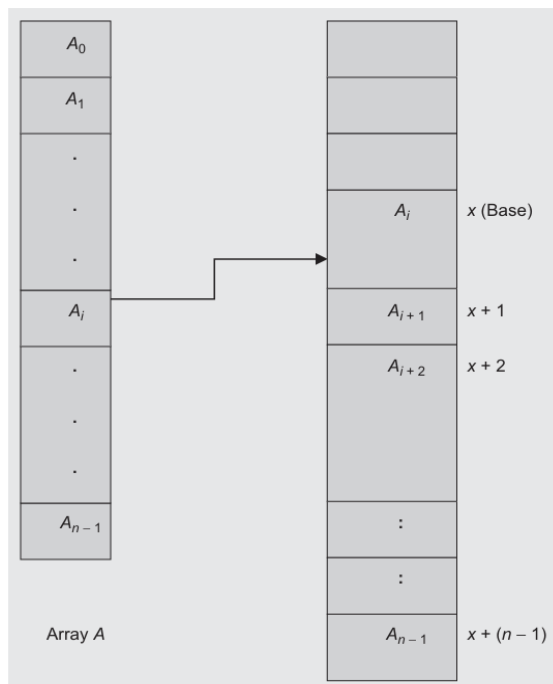 A₀
A₁
.
.
.
Aᵢ
.
.
.
Aₙ₋₁
Array A
Aᵢ x (Base)
Aᵢ₊₁ x + 1
Aᵢ₊₂ x + 2
:
:
Aₙ₋₁ x + (n – 1)